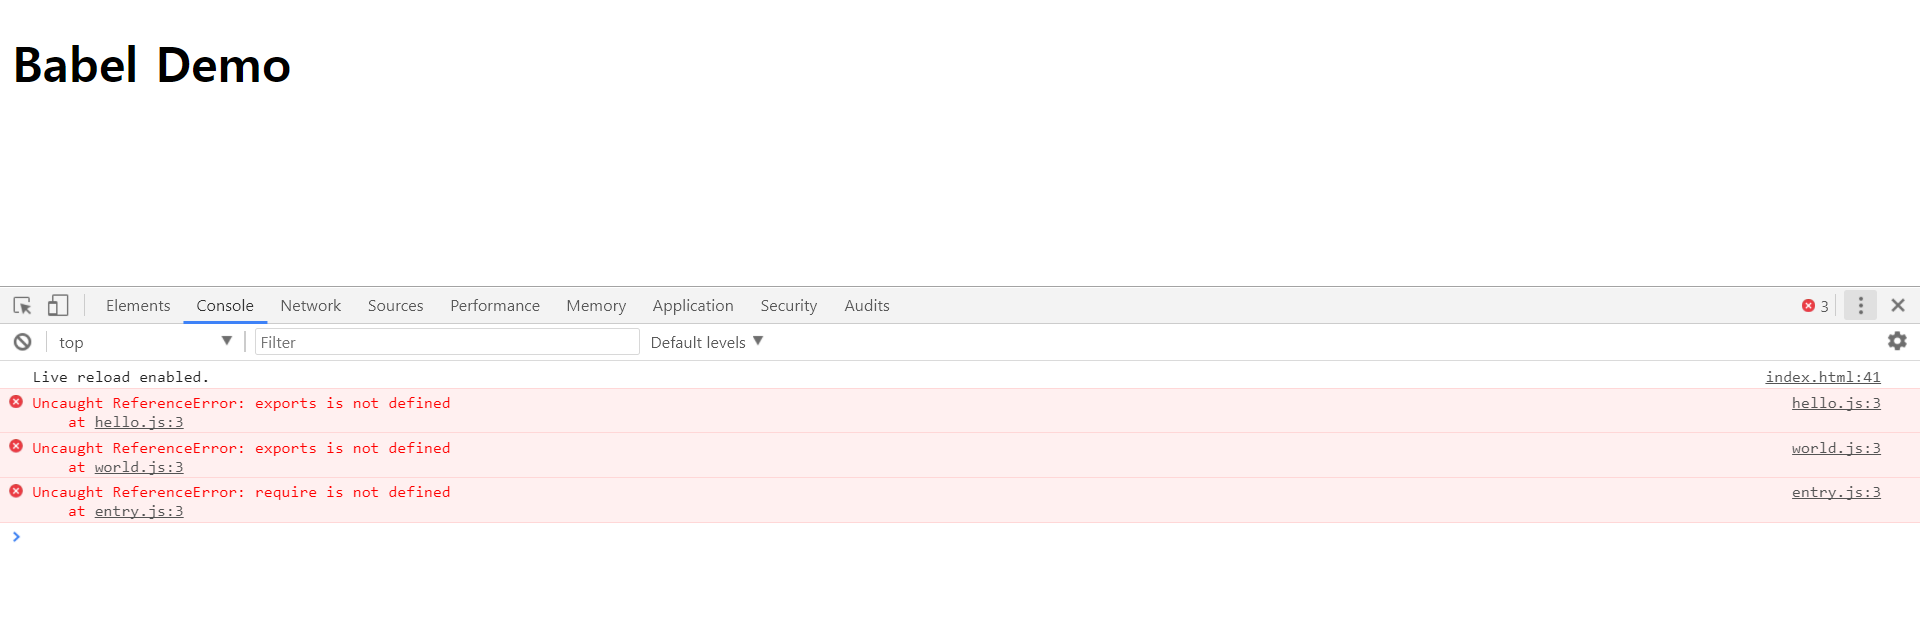 Babel Demo
Elements Console Network Sources Performance Memory Application Security Audits 3
top Filter Default levels
Live reload enabled. index.html:41
Uncaught ReferenceError: exports is not defined hello.js:3
at hello.js:3
Uncaught ReferenceError: exports is not defined world.js:3
at world.js:3
Uncaught ReferenceError: require is not defined entry.js:3
at entry.js:3